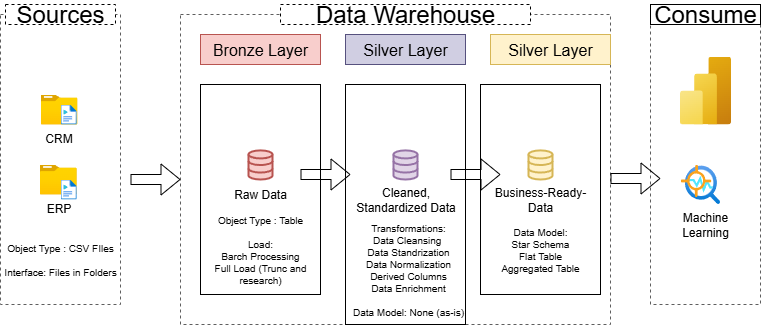 Sources
CRM
ERP
Object Type : CSV FIles
Interface: Files in Folders
Data Warehouse
Bronze Layer
Raw Data
Object Type : Table
Load:
Barch Processing
Full Load (Trunc and
research)
Silver Layer
Cleaned,
Standardized Data
Transformations:
Data Cleansing
Data Standrization
Data Normalization
Derived Columns
Data Enrichment
Data Model: None (as-is)
Silver Layer
Business-Ready-
Data
Data Model:
Star Schema
Flat Table
Aggregated Table
Consume
Machine
Learning